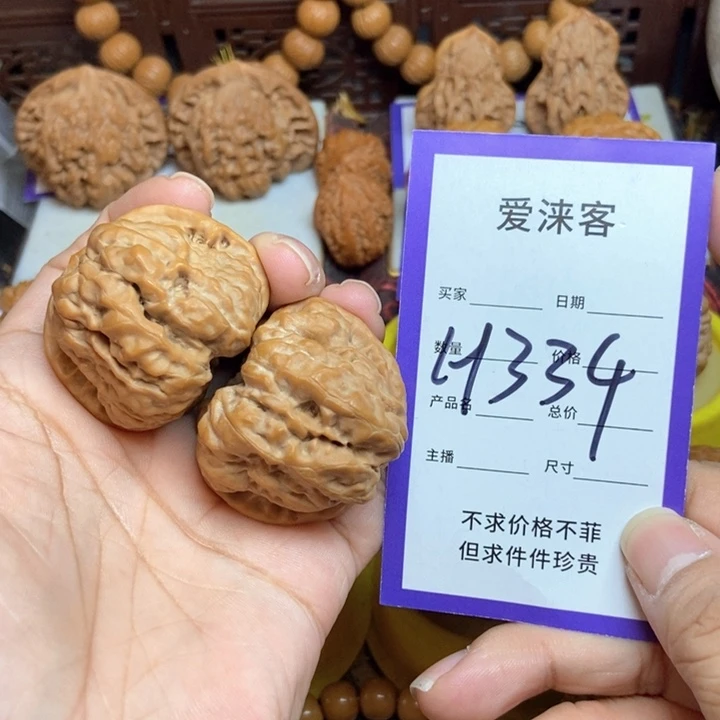 爱涞客
买家 日期
数量 价格
H334
产品名 总价
主播 尺寸
不求价格不菲
但求件件珍贵